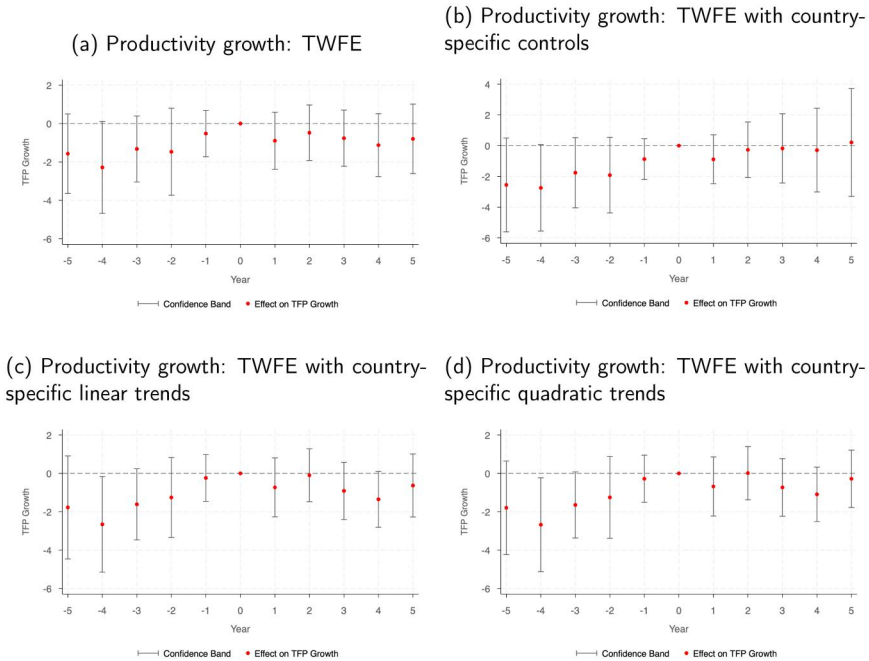 (a) Productivity growth: TWFE
2
0
-2
-4
-6
TFP Growth
-5 -4 -3 -2 -1 0 1 2 3 4 5
Year
Confidence Band Effect on TFP Growth
(b) Productivity growth: TWFE with country-
specific controls
4
2
0
-2
-4
-6
TFP Growth
-5 -4 -3 -2 -1 0 1 2 3 4 5
Year
Confidence Band Effect on TFP Growth
(c) Productivity growth: TWFE with country-
specific linear trends
2
0
-2
-4
-6
TFP Growth
-5 -4 -3 -2 -1 0 1 2 3 4 5
Year
Confidence Band Effect on TFP Growth
(d) Productivity growth: TWFE with country-
specific quadratic trends
2
0
-2
-4
-6
TFP Growth
-5 -4 -3 -2 -1 0 1 2 3 4 5
Year
Confidence Band Effect on TFP Growth